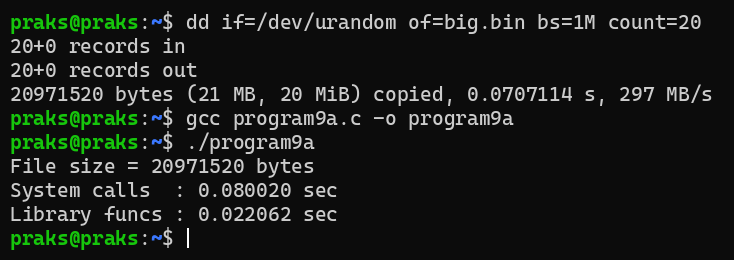 praks@praks:~$ dd if=/dev/urandom of=big.bin bs=1M count=20
20+0 records in
20+0 records out
20971520 bytes (21 MB, 20 MiB) copied, 0.0707114 s, 297 MB/s
praks@praks:~$ gcc program9a.c -o program9a
praks@praks:~$ ./program9a
File size = 20971520 bytes
System calls  : 0.080020 sec
Library funcs : 0.022062 sec
praks@praks:~$